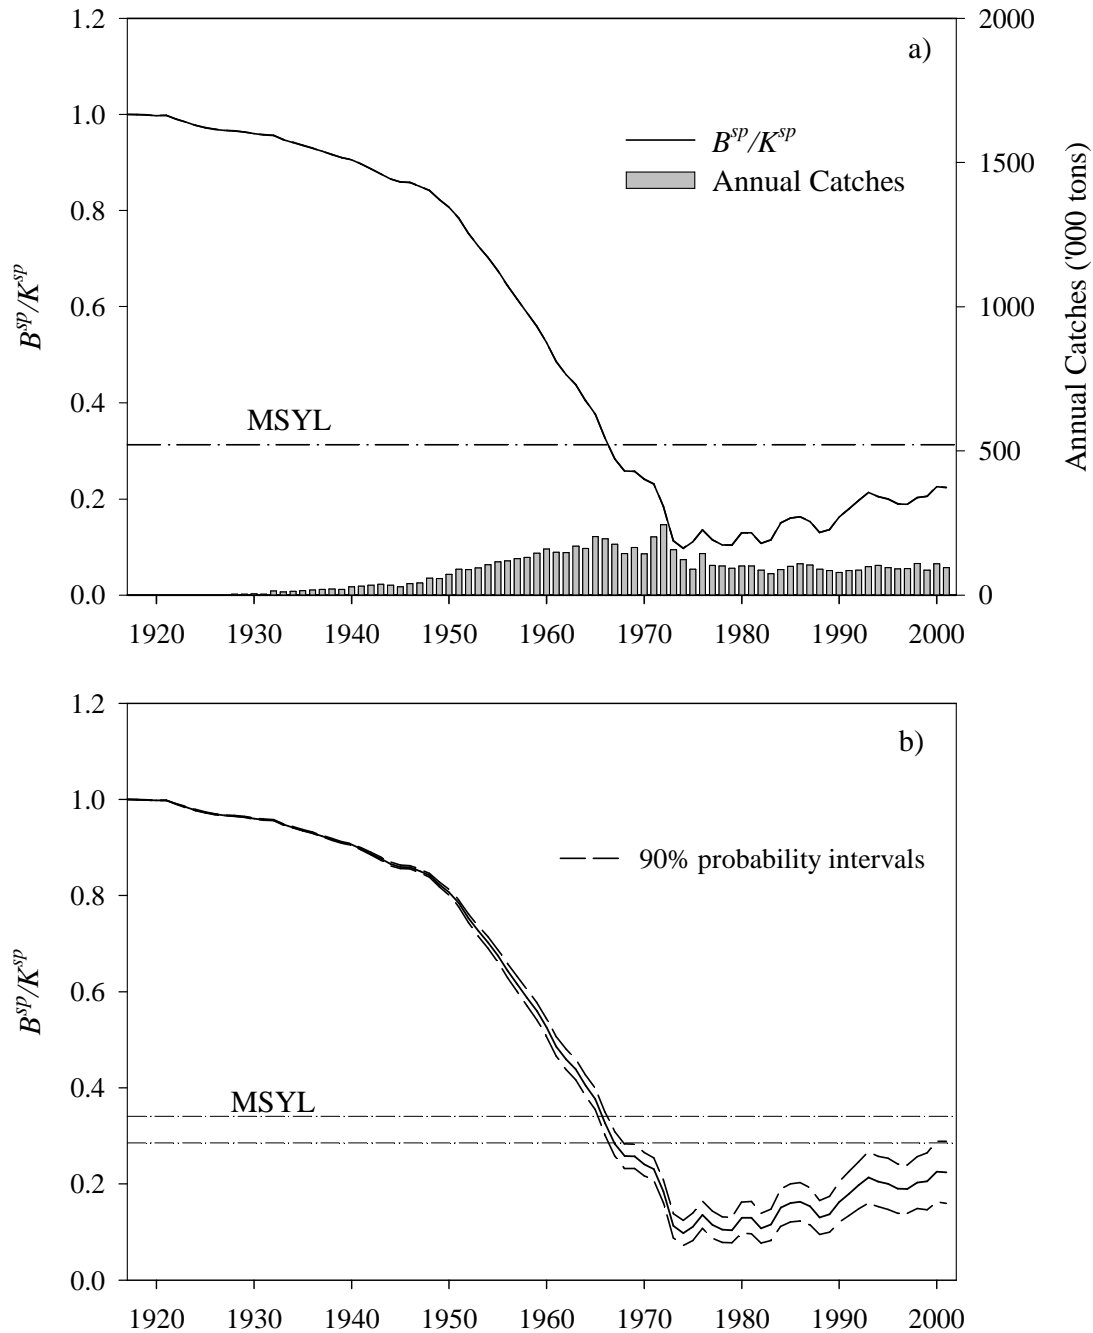 a)
1.2
1.0
0.8
0.6
0.4
0.2
0.0
B^sp/K^sp
2000
1500
1000
500
0
Annual Catches ('000 tons)
B^sp/K^sp
Annual Catches
MSYL
1920 1930 1940 1950 1960 1970 1980 1990 2000
b)
1.2
1.0
0.8
0.6
0.4
0.2
0.0
B^sp/K^sp
90% probability intervals
MSYL
1920 1930 1940 1950 1960 1970 1980 1990 2000